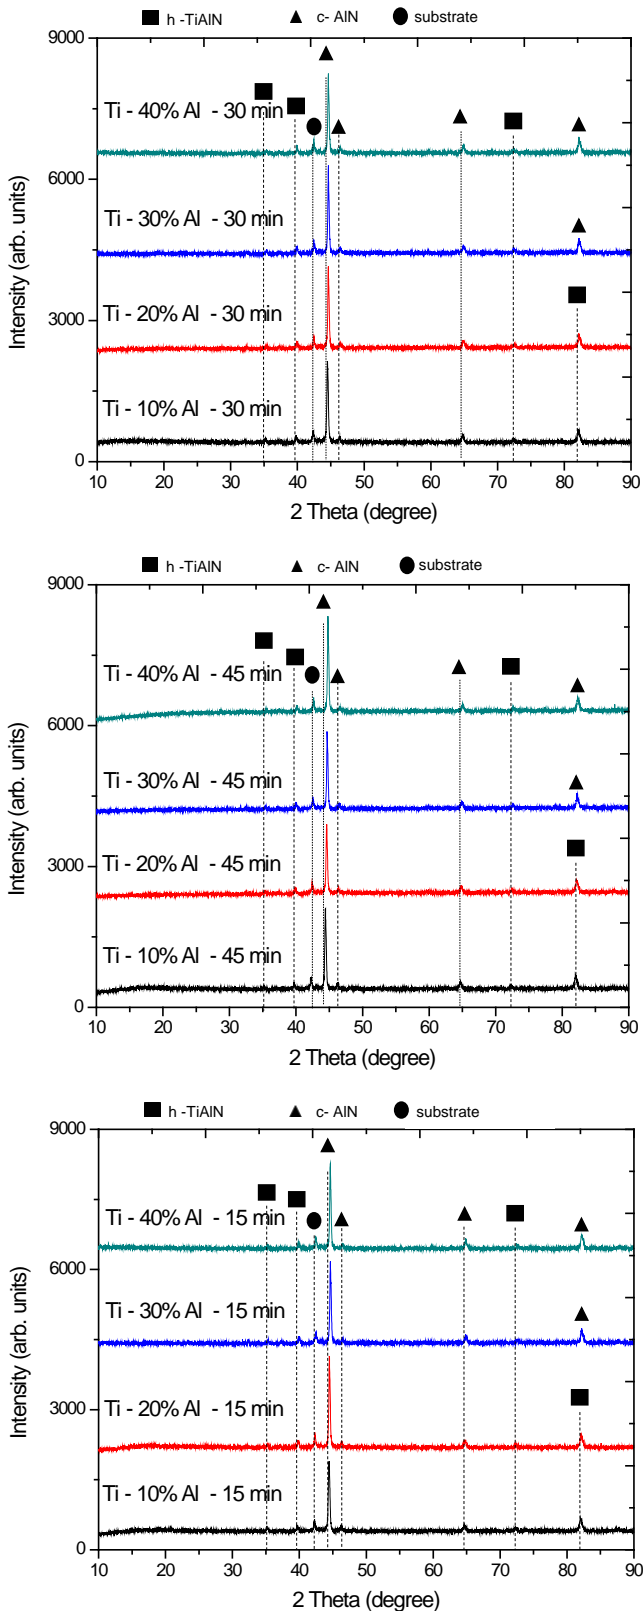 h -TiAlN c- AlN substrate
9000
Ti - 40% Al - 30 min
6000
Ti - 30% Al - 30 min
Ti - 20% Al - 30 min
3000
Ti - 10% Al - 30 min
0
Intensity (arb. units)
10 20 30 40 50 60 70 80 90
2 Theta (degree)
h -TiAlN c- AlN substrate
9000
Ti - 40% Al - 45 min
6000
Ti - 30% Al - 45 min
Ti - 20% Al - 45 min
3000
Ti - 10% Al - 45 min
0
Intensity (arb. units)
10 20 30 40 50 60 70 80 90
2 Theta (degree)
h -TiAlN c- AlN substrate
9000
Ti - 40% Al - 15 min
6000
Ti - 30% Al - 15 min
Ti - 20% Al - 15 min
3000
Ti - 10% Al - 15 min
0
Intensity (arb. units)
10 20 30 40 50 60 70 80 90
2 Theta (degree)